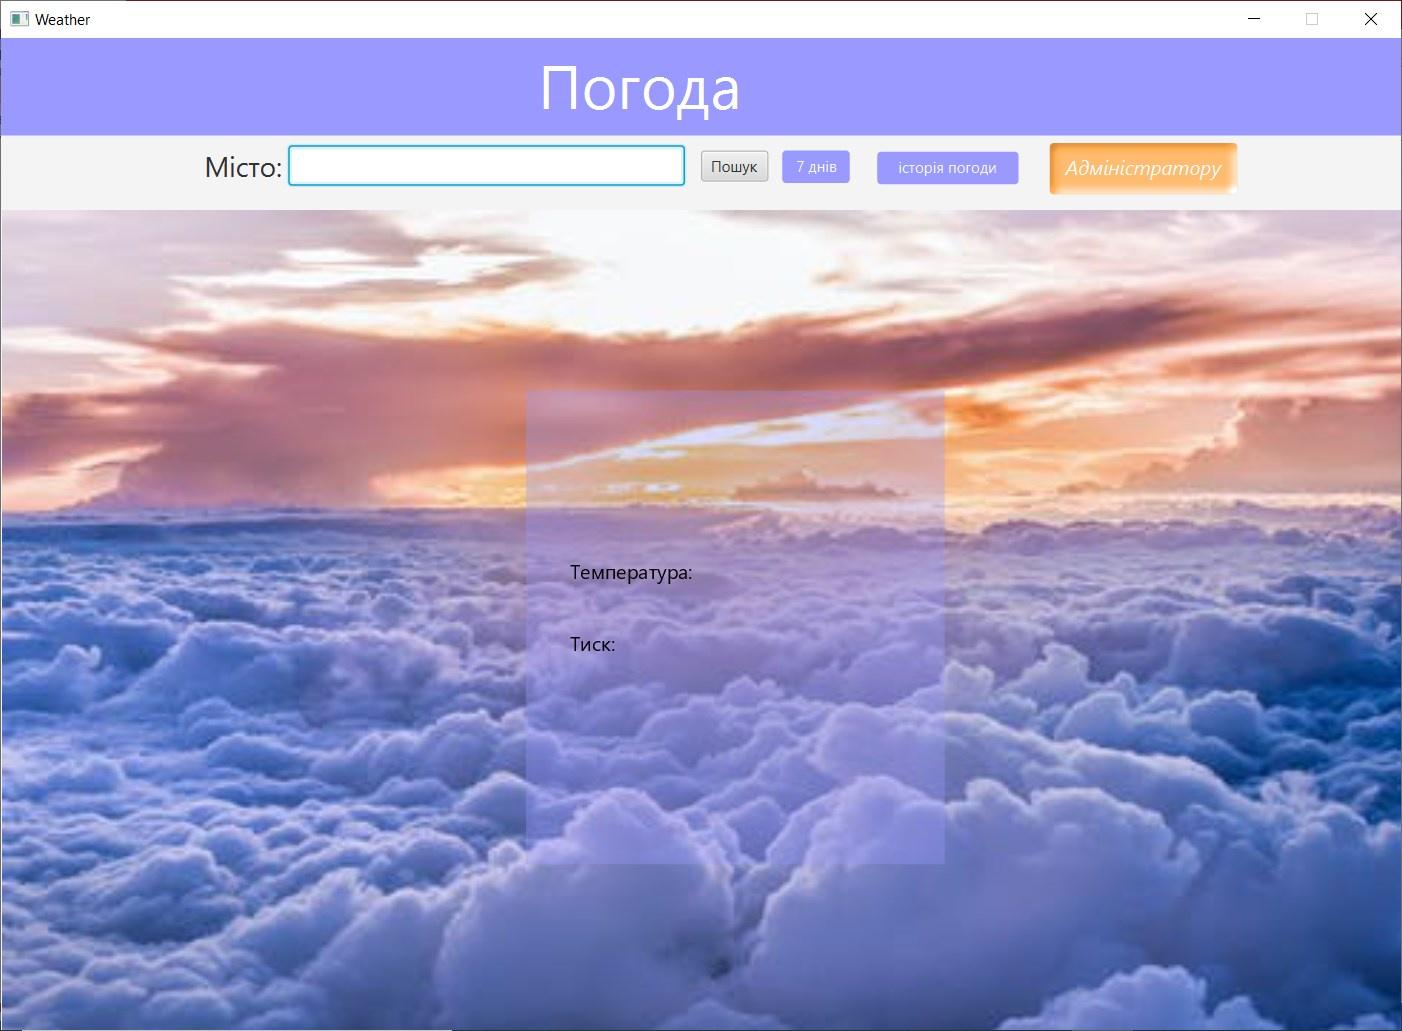 Weather
Погода
Місто:
Пошук
7 днів
історія погоди
Адміністратору
Температура:
Тиск: